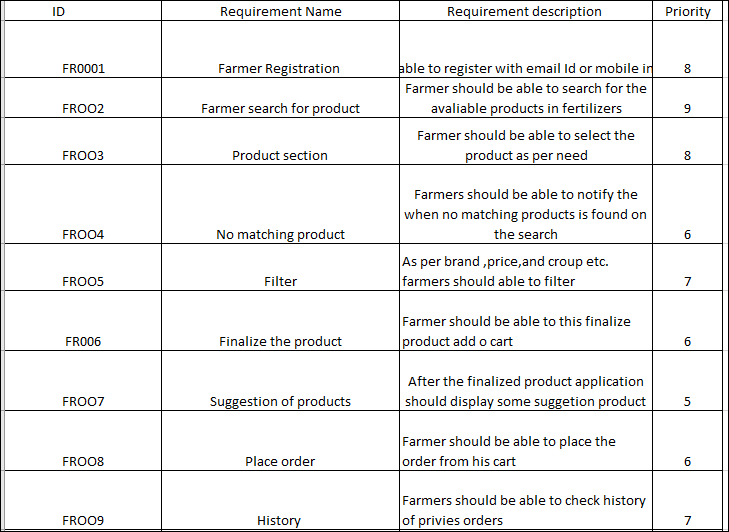 ID Requirement Name Requirement description Priority
FR0001 Farmer Registration able to register with email Id or mobile in 8
Farmer should be able to search for the
FROO2 Farmer search for product avaliable products in fertilizers 9
Farmer should be able to select the
FROO3 Product section product as per need 8
Farmers should be able to notify the
when no matching products is found on
FROO4 No matching product the search 6
As per brand ,price,and croup etc.
FROO5 Filter farmers should able to filter 7
Farmer should be able to this finalize
FR006 Finalize the product product add o cart 6
After the finalized product application
FROO7 Suggestion of products should display some suggetion product 5
Farmer should be able to place the
FROO8 Place order order from his cart 6
Farmers should be able to check history
FROO9 History of privies orders 7